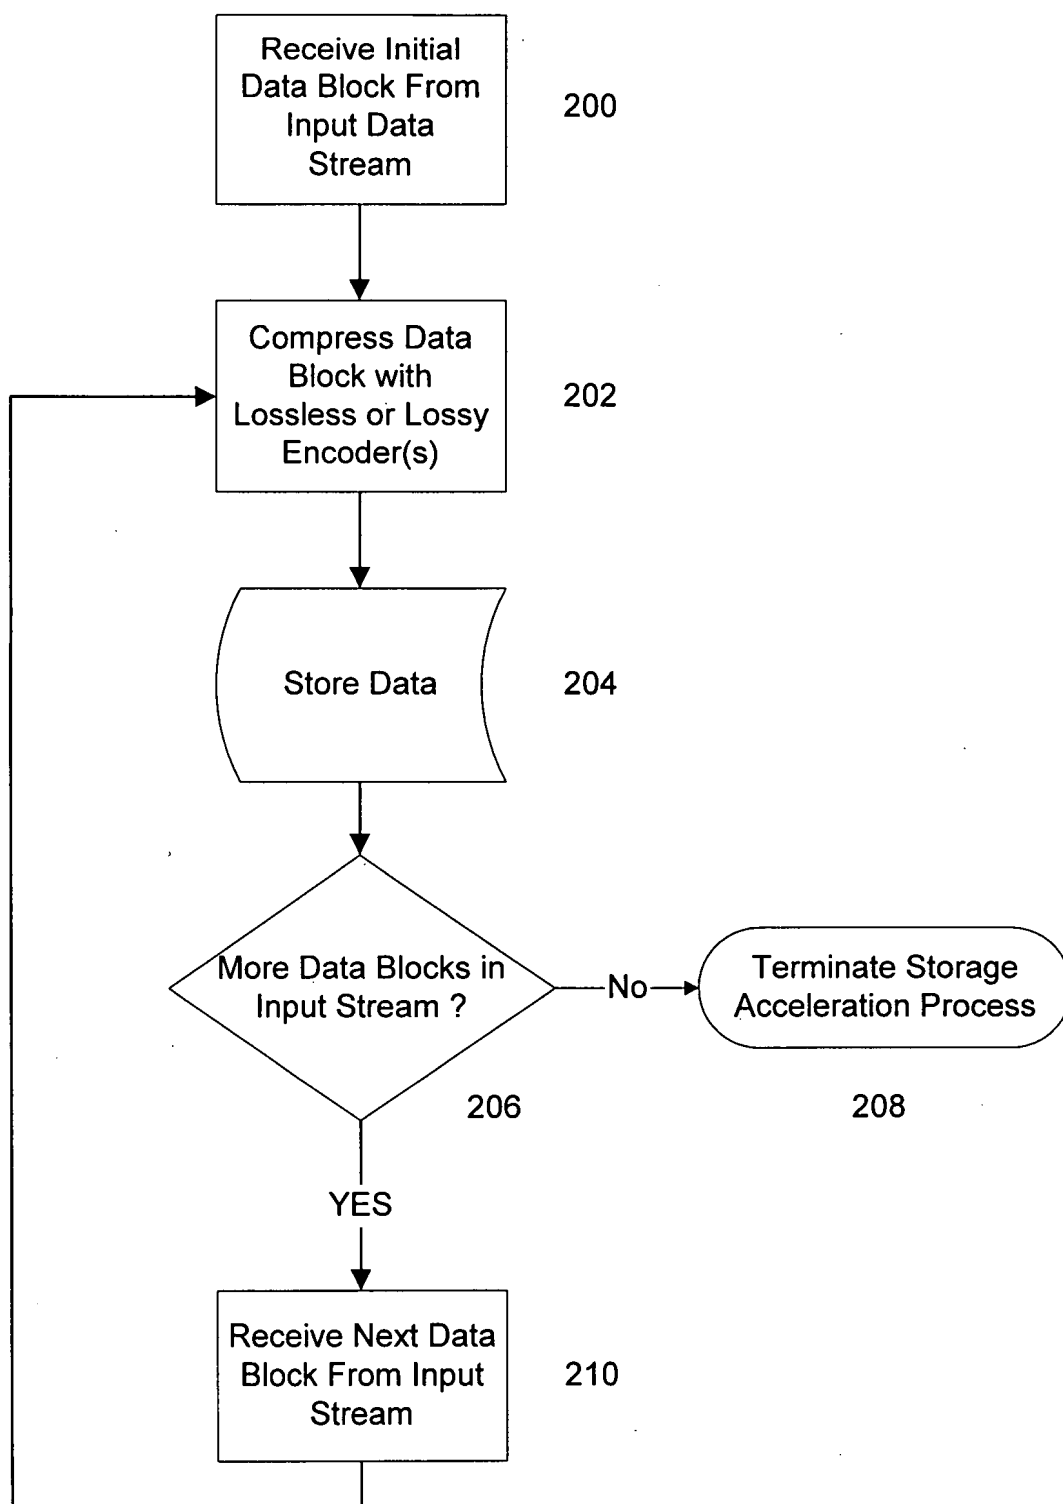 Receive Initial
Data Block From
Input Data
Stream
200
Compress Data
Block with
Lossless or Lossy
Encoder(s)
202
Store Data
204
More Data Blocks in
Input Stream ?
206
No
Terminate Storage
Acceleration Process
208
YES
Receive Next Data
Block From Input
Stream
210